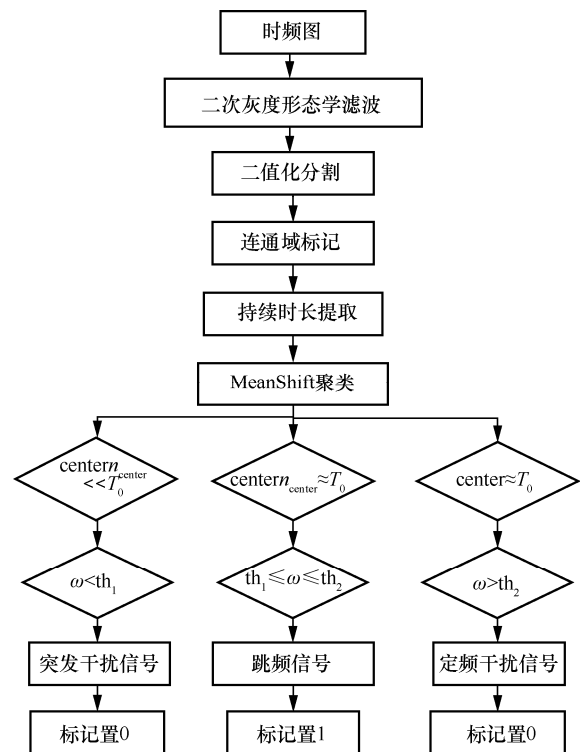 时频图
二次灰度形态学滤波
二值化分割
连通域标记
持续时长提取
MeanShift聚类
centern_center
<<T_0
centern_center≈T_0
center≈T_0
ω<th_1
th_1≤ω≤th_2
ω>th_2
突发干扰信号
跳频信号
定频干扰信号
标记置0
标记置1
标记置0